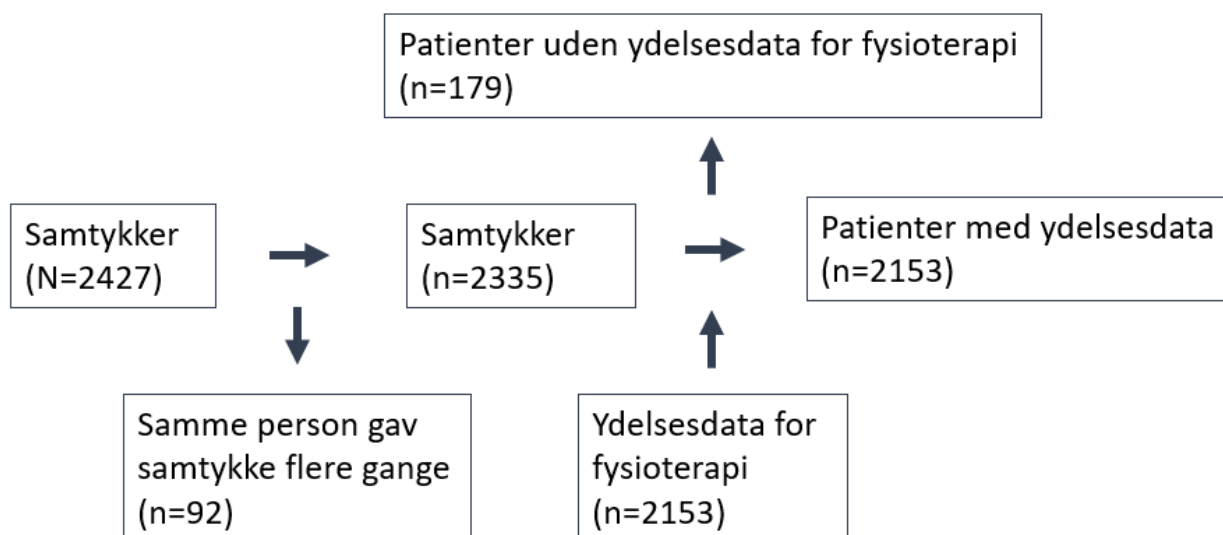 Patienter uden ydelsesdata for fysioterapi
(n=179)
Samtykker
(N=2427)
Samtykker
(n=2335)
Patienter med ydelsesdata
(n=2153)
Samme person gav
samtykke flere gange
(n=92)
Ydelsesdata for
fysioterapi
(n=2153)